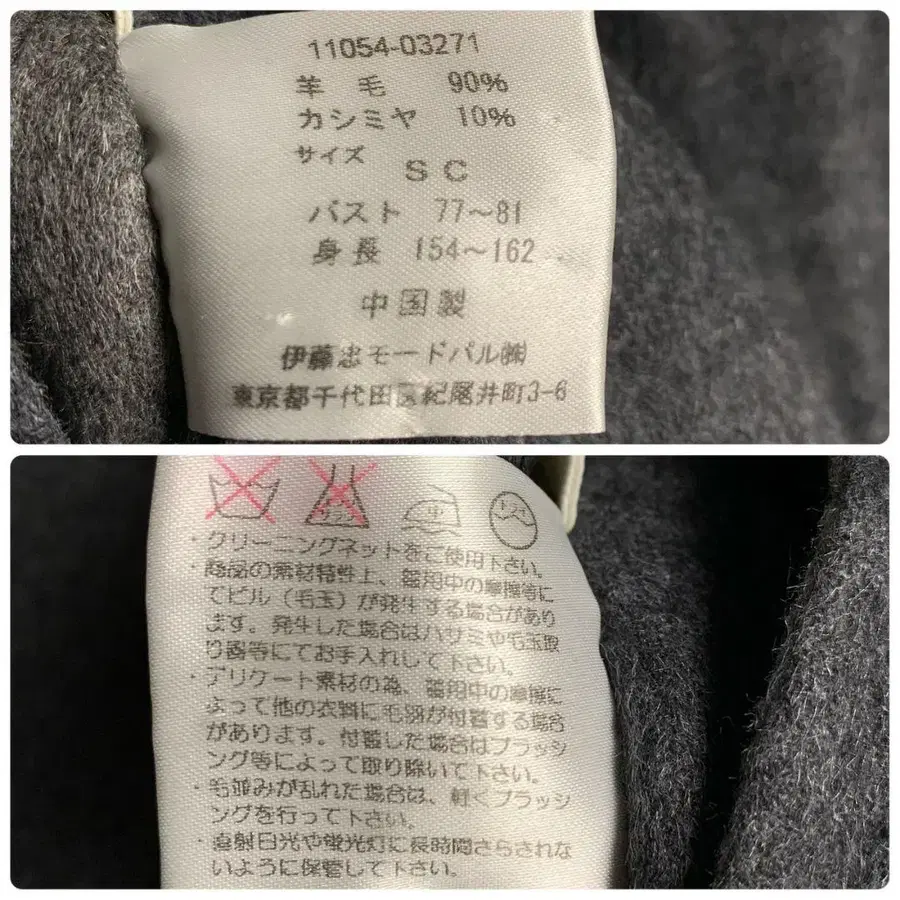 11054-03271
羊毛 90%
カシミヤ 10%
サイズ
SC
バスト 77〜81
身長 154〜162
中国製
伊藤忠モードパル㈱
東京都千代田区紀尾井町3-6
中
ドライ
・クリーニングネットをご使用下さい。
・商品の素材特性上、着用中の摩擦等に
てピル(毛玉)が発生する場合があり
ます。発生した場合はハサミや毛玉取
り器等にてお手入れして下さい。
・デリケート素材の為、着用中の摩擦に
よって他の衣料に毛羽が付着する場合
があります。付着した場合はブラッシ
ング等によって取り除いて下さい。
・毛並みが乱れた場合は、軽くブラッシ
ングを行って下さい。
・直射日光や蛍光灯に長時間さらされな
いように保管して下さい。